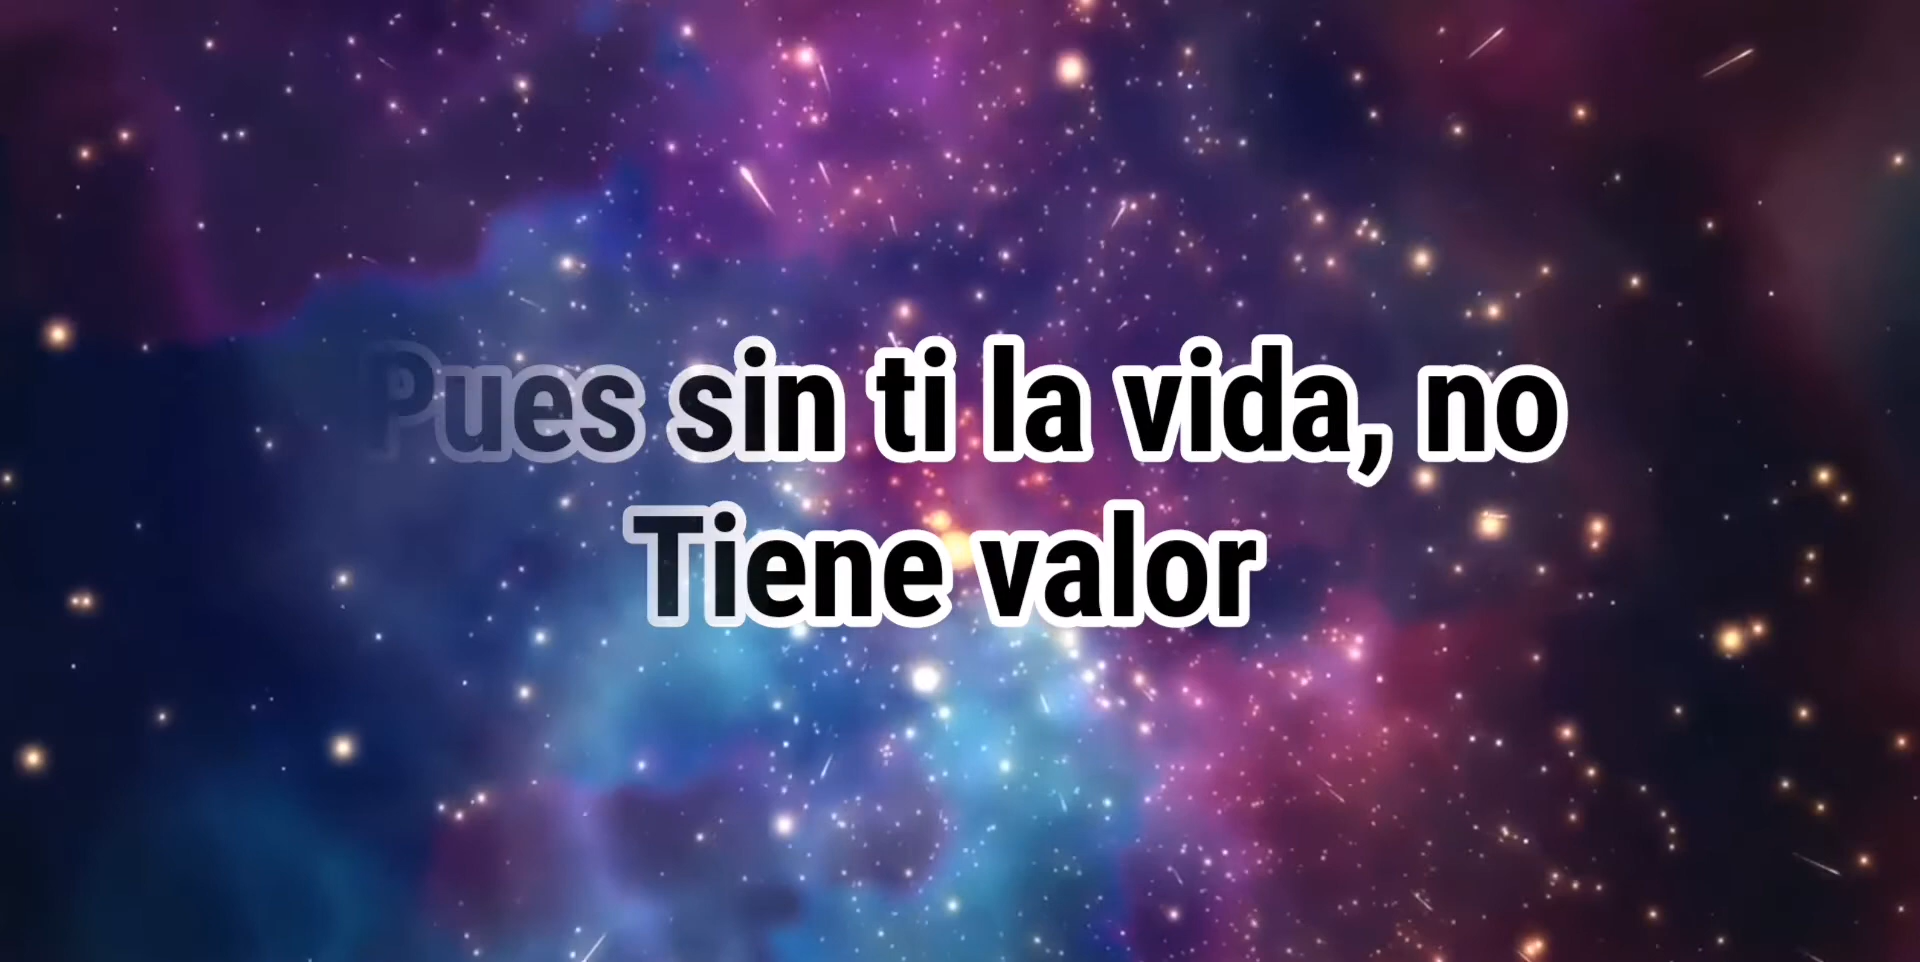 Pues sin ti la vida, no
Tiene valor